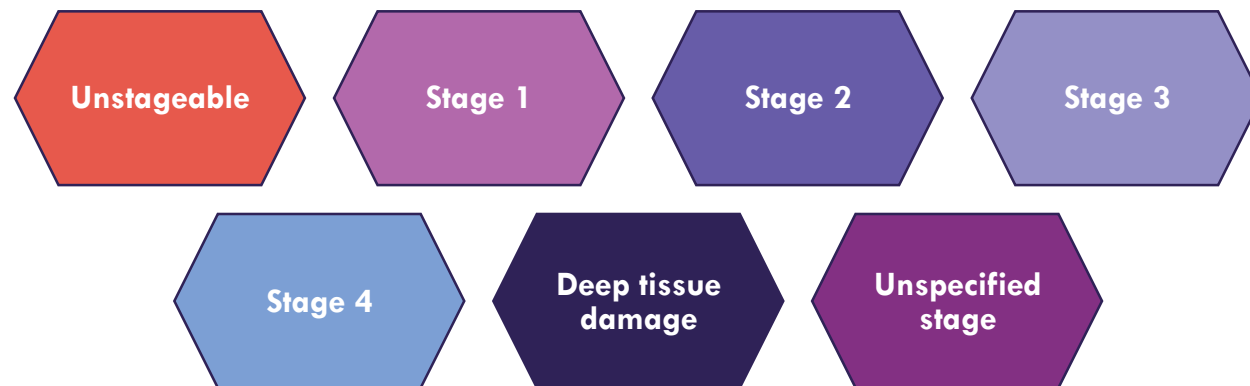 Unstageable
Stage 1
Stage 2
Stage 3
Stage 4
Deep tissue
damage
Unspecified
stage